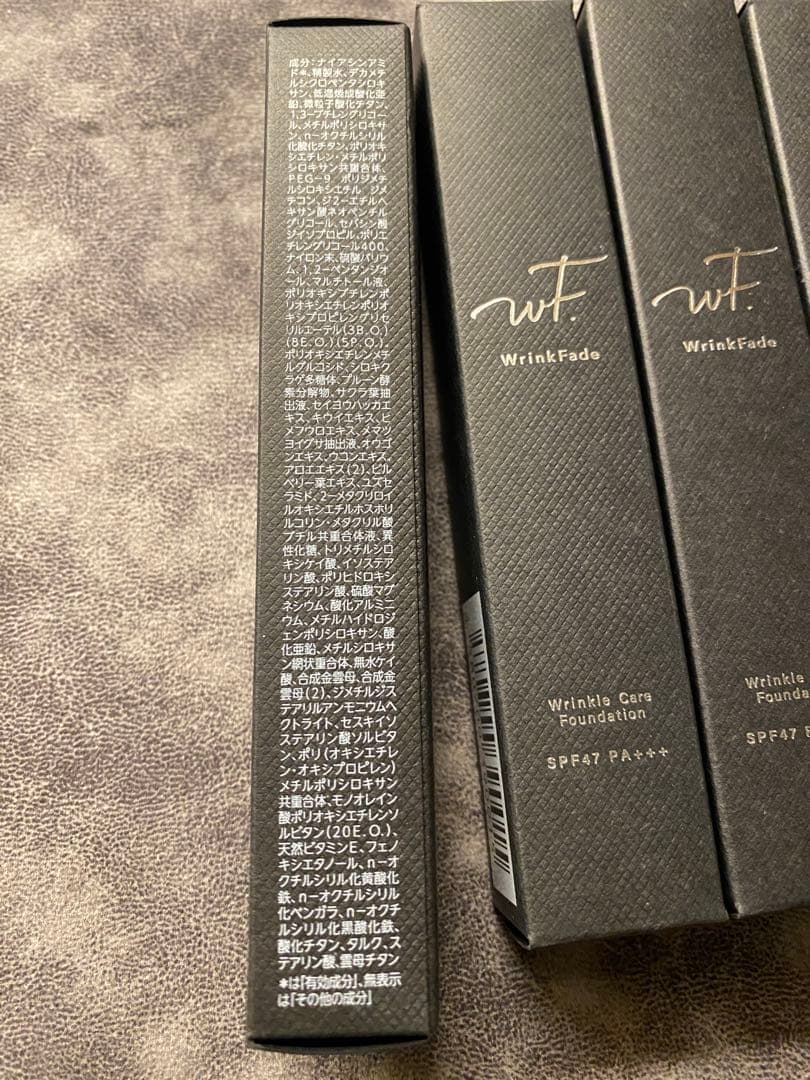 成分：ナイアシンアミ
ド*、精製水、デカメチ
ルシクロペンタシロキ
サン、低温焼成酸化亜
鉛、微粒子酸化チタン、
1,3-ブチレングリコー
ル、メチルポリシロキサ
ン、n-オクチルシリル
化酸化チタン、ポリオキ
シエチレン・メチルポリ
シロキサン共重合体、
PEG-9 ポリジメチ
ルシロキシエチル ジメ
チコン、ジ2-エチルヘ
キサン酸ネオペンチル
グリコール、セバシン酸
ジイソプロピル、ポリエ
チレングリコール400、
ナイロン末、硫酸バリウ
ム、1,2-ペンタンジオ
ール、マルチトール液、
ポリオキシブチレンポ
リオキシエチレンポリオ
キシプロピレングリセ
リルエーテル(3B.O.)
(8E.O.)(5P.O.)、
ポリオキシエチレンメチ
ルグルコシド、シロキク
ラゲ多糖体、プルーン酵
素分解物、サクラ葉抽
出液、セイヨウハッカエ
キス、キウイエキス、ヒ
メフウロエキス、メマツ
ヨイグサ抽出液、オウゴ
ンエキス、ウコンエキス、
アロエエキス(2)、ビル
ベリー葉エキス、ユズセ
ラミド、2-メタクリロイ
ルオキシエチルホスホリ
ルコリン・メタクリル酸
ブチル共重合体液、異
性化糖、トリメチルシロ
キシケイ酸、イソステア
リン酸、ポリヒドロキシ
ステアリン酸、硫酸マグ
ネシウム、酸化アルミニ
ウム、メチルハイドロジ
ェンポリシロキサン、酸
化亜鉛、メチルシロキサ
ン網状重合体、無水ケイ
酸、合成金雲母、合成金
雲母(2)、ジメチルジス
テアリルアンモニウムヘ
クトライト、セスキイソ
ステアリン酸ソルビタ
ン、ポリ(オキシエチレ
ン・オキシプロピレン)
メチルポリシロキサン
共重合体、モノオレイン
酸ポリオキシエチレンソ
ルビタン(20E.O.)、
天然ビタミンE、フェノ
キシエタノール、n-オ
クチルシリル化黄酸化
鉄、n-オクチルシリル
化ベンガラ、n-オクチ
ルシリル化黒酸化鉄、
酸化チタン、タルク、ス
テアリン酸、雲母チタン
*は「有効成分」、無表示
は「その他の成分」
WF.
WrinkFade
Wrinkle Care
Foundation
SPF47 PA+++
WF.
WrinkFade
Wrinkle
Founda
SPF47